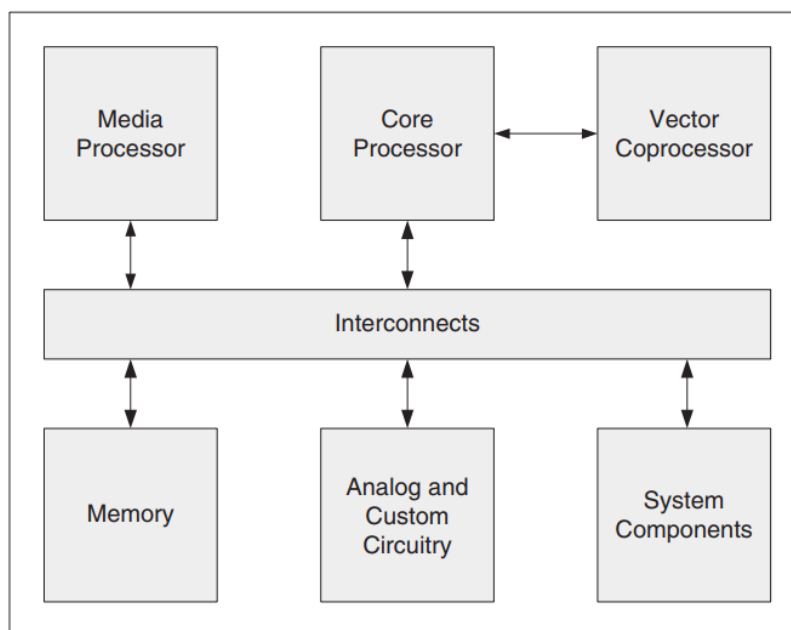 Media
Processor
Core
Processor
Vector
Coprocessor
Interconnects
Memory
Analog and
Custom
Circuitry
System
Components